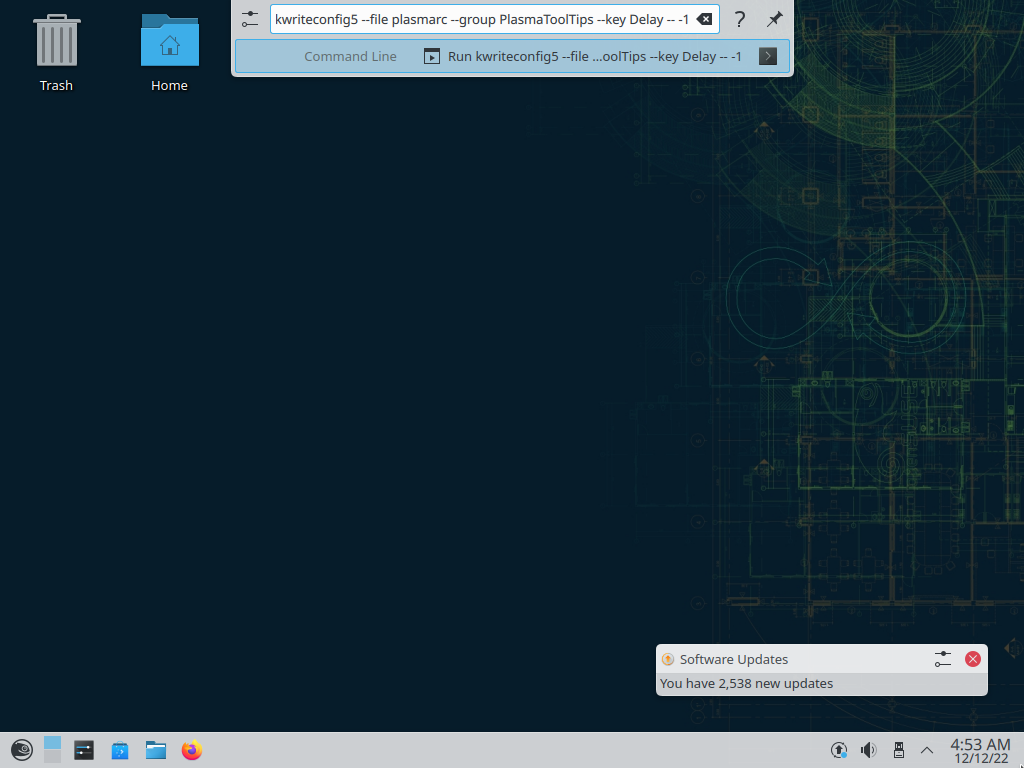 kwriteconfig5 --file plasmarc --group PlasmaToolTips --key Delay -- -1
Command Line Run kwriteconfig5 --file ...oolTips --key Delay -- -1
Trash
Home
Software Updates
You have 2,538 new updates
4:53 AM
12/12/22